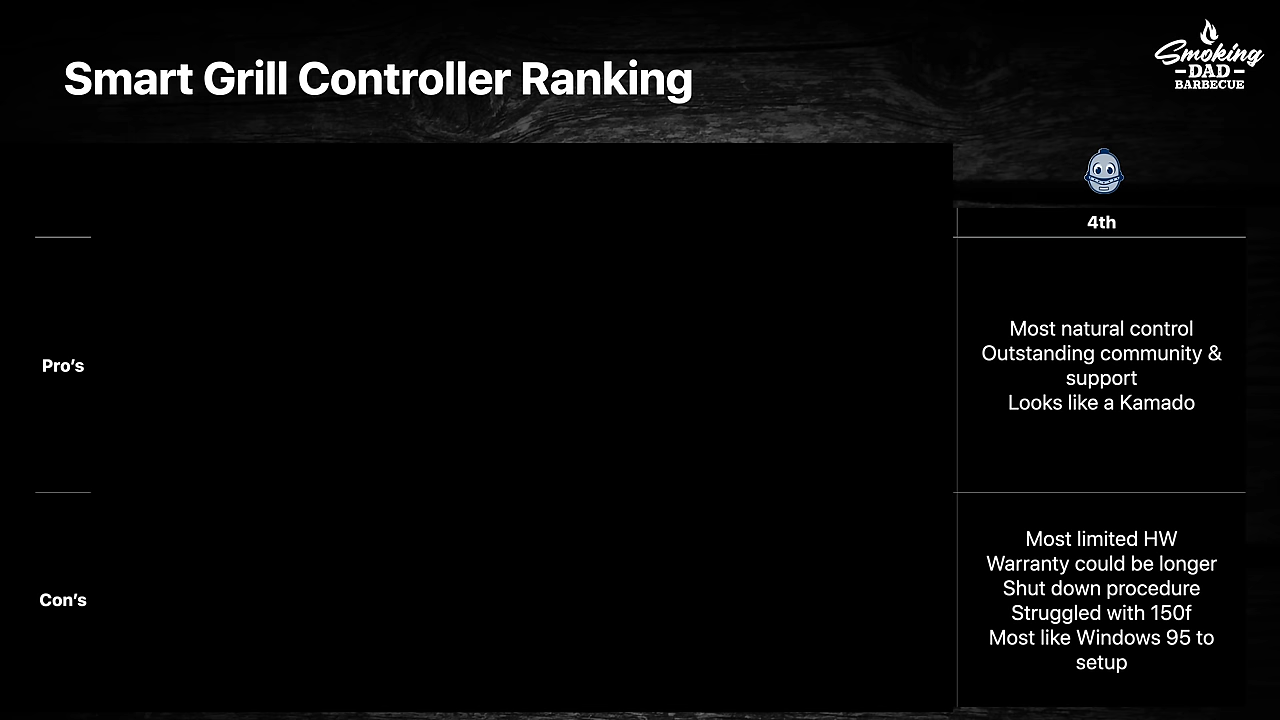 Smart Grill Controller Ranking
Smoking
DAD
BARBECUE
4th
Pro’s
Most natural control
Outstanding community &
support
Looks like a Kamado
Con’s
Most limited HW
Warranty could be longer
Shut down procedure
Struggled with 150f
Most like Windows 95 to
setup